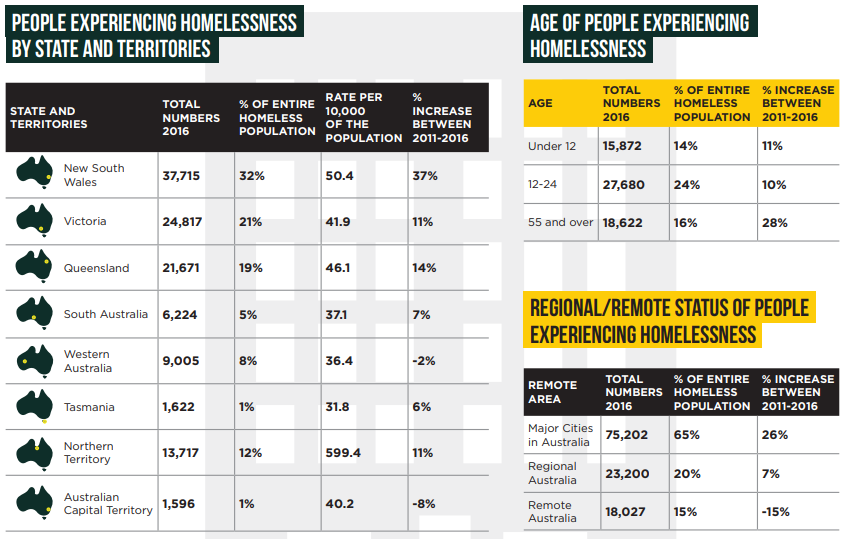 PEOPLE EXPERIENCING HOMELESSNESS
BY STATE AND TERRITORIES
STATE AND TERRITORIES TOTAL NUMBERS 2016 % OF ENTIRE HOMELESS POPULATION RATE PER 10,000 OF THE POPULATION % INCREASE BETWEEN 2011-2016
New South Wales 37,715 32% 50.4 37%
Victoria 24,817 21% 41.9 11%
Queensland 21,671 19% 46.1 14%
South Australia 6,224 5% 37.1 7%
Western Australia 9,005 8% 36.4 -2%
Tasmania 1,622 1% 31.8 6%
Northern Territory 13,717 12% 599.4 11%
Australian Capital Territory 1,596 1% 40.2 -8%
AGE OF PEOPLE EXPERIENCING
HOMELESSNESS
AGE TOTAL NUMBERS 2016 % OF ENTIRE HOMELESS POPULATION % INCREASE BETWEEN 2011-2016
Under 12 15,872 14% 11%
12-24 27,680 24% 10%
55 and over 18,622 16% 28%
REGIONAL/REMOTE STATUS OF PEOPLE
EXPERIENCING HOMELESSNESS
REMOTE AREA TOTAL NUMBERS 2016 % OF ENTIRE HOMELESS POPULATION % INCREASE BETWEEN 2011-2016
Major Cities in Australia 75,202 65% 26%
Regional Australia 23,200 20% 7%
Remote Australia 18,027 15% -15%